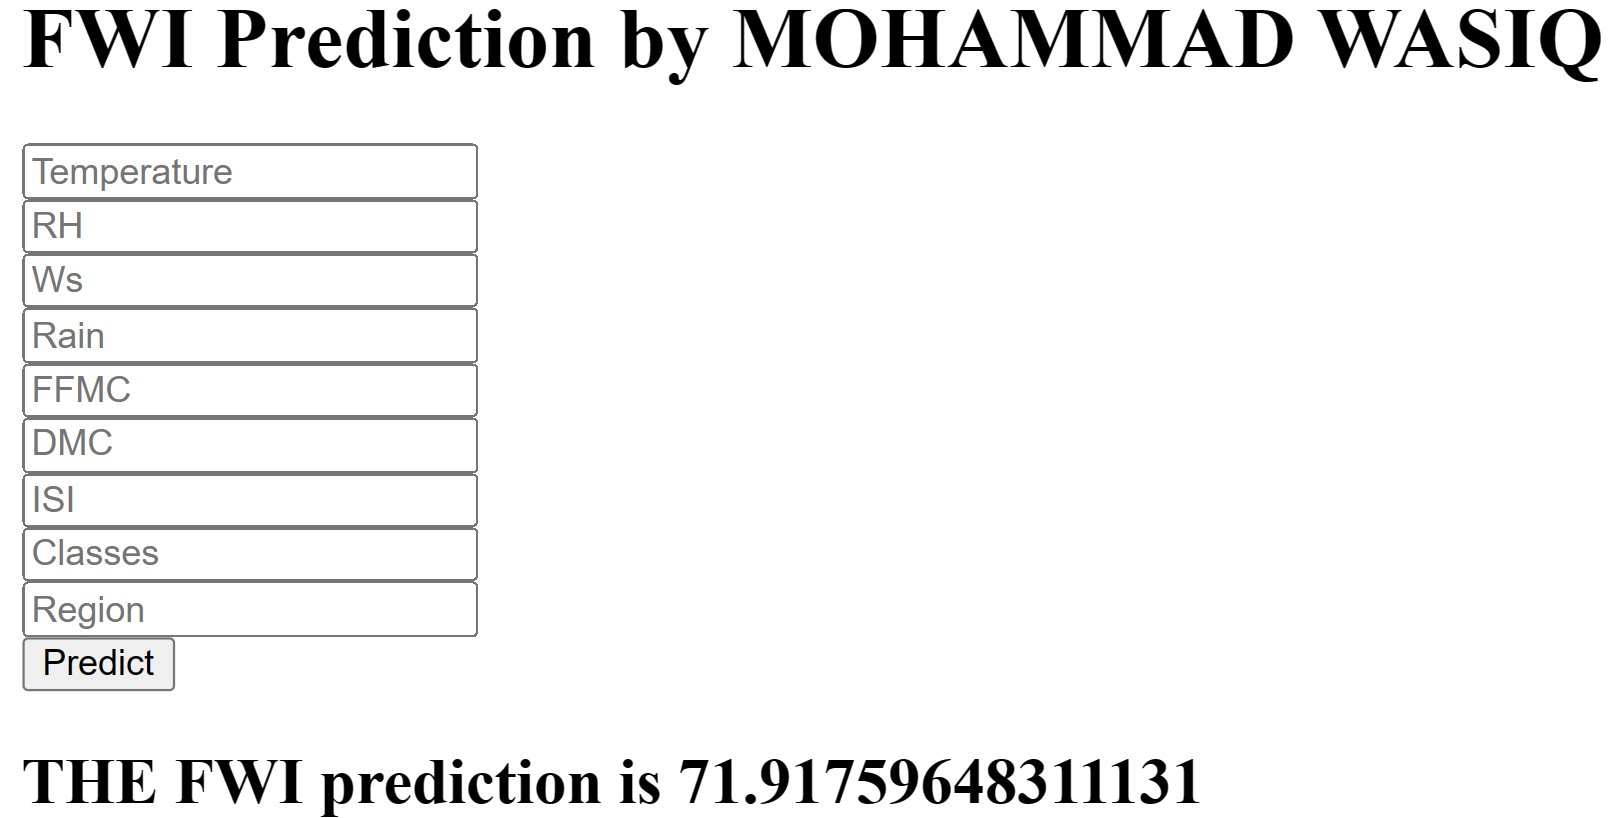 FWI Prediction by MOHAMMAD WASIQ
Temperature
RH
Ws
Rain
FFMC
DMC
ISI
Classes
Region
Predict
THE FWI prediction is 71.91759648311131